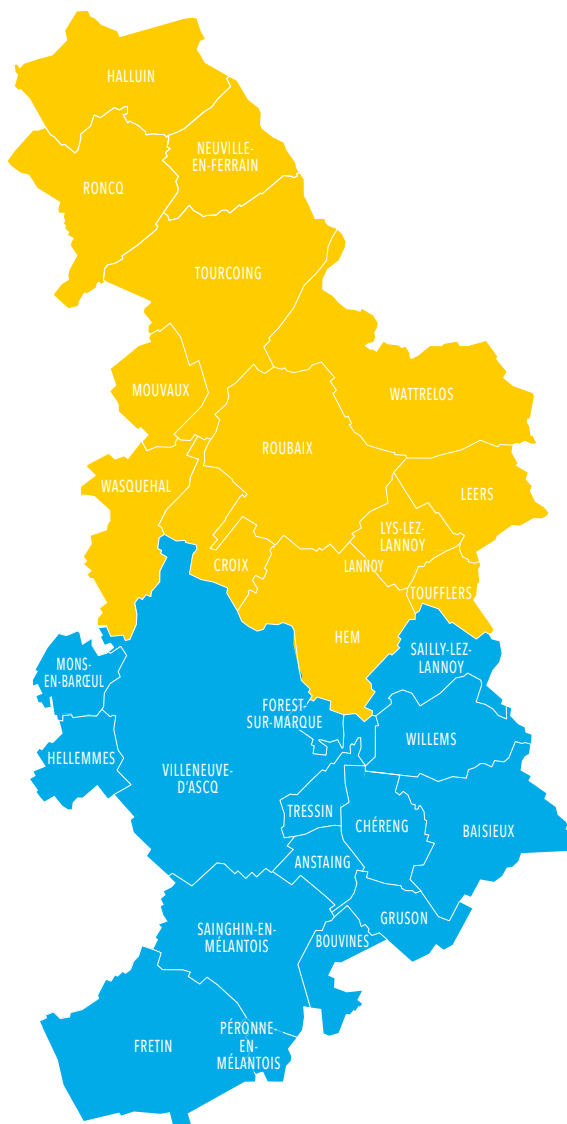 HALLUIN
NEUVILLE-
EN-FERRAIN
RONCQ
TOURCOING
MOUVAUX
WATTRELOS
ROUBAIX
WASQUEHAL
LEERS
LYS-LEZ-
LANNOY
CROIX
LANNOY
TOUFFLERS
HEM
SAILLY-LEZ-
LANNOY
MONS-
EN-BARŒUL
FOREST-
SUR-MARQUE
WILLEMS
HELLEMMES
VILLENEUVE-
D'ASCQ
TRESSIN
CHÉRENG
BAISIEUX
ANSTAING
GRUSON
SAINGHIN-EN-
MÉLANTOIS
BOUVINES
FRETIN
PÉRONNE-
EN-
MÉLANTOIS